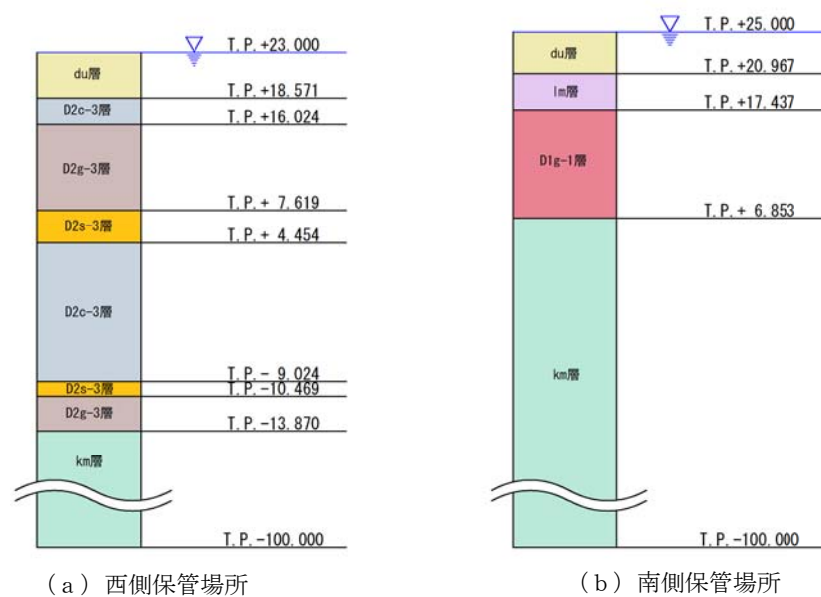 T.P.+23.000
du層
T.P.+18.571
D2c-3層
T.P.+16.024
D2g-3層
T.P.+ 7.619
D2s-3層
T.P.+ 4.454
D2c-3層
T.P.- 9.024
D2s-3層
T.P.-10.469
D2g-3層
T.P.-13.870
km層
T.P.-100.000
(a) 西側保管場所
T.P.+25.000
du層
T.P.+20.967
lm層
T.P.+17.437
D1g-1層
T.P.+ 6.853
km層
T.P.-100.000
(b) 南側保管場所